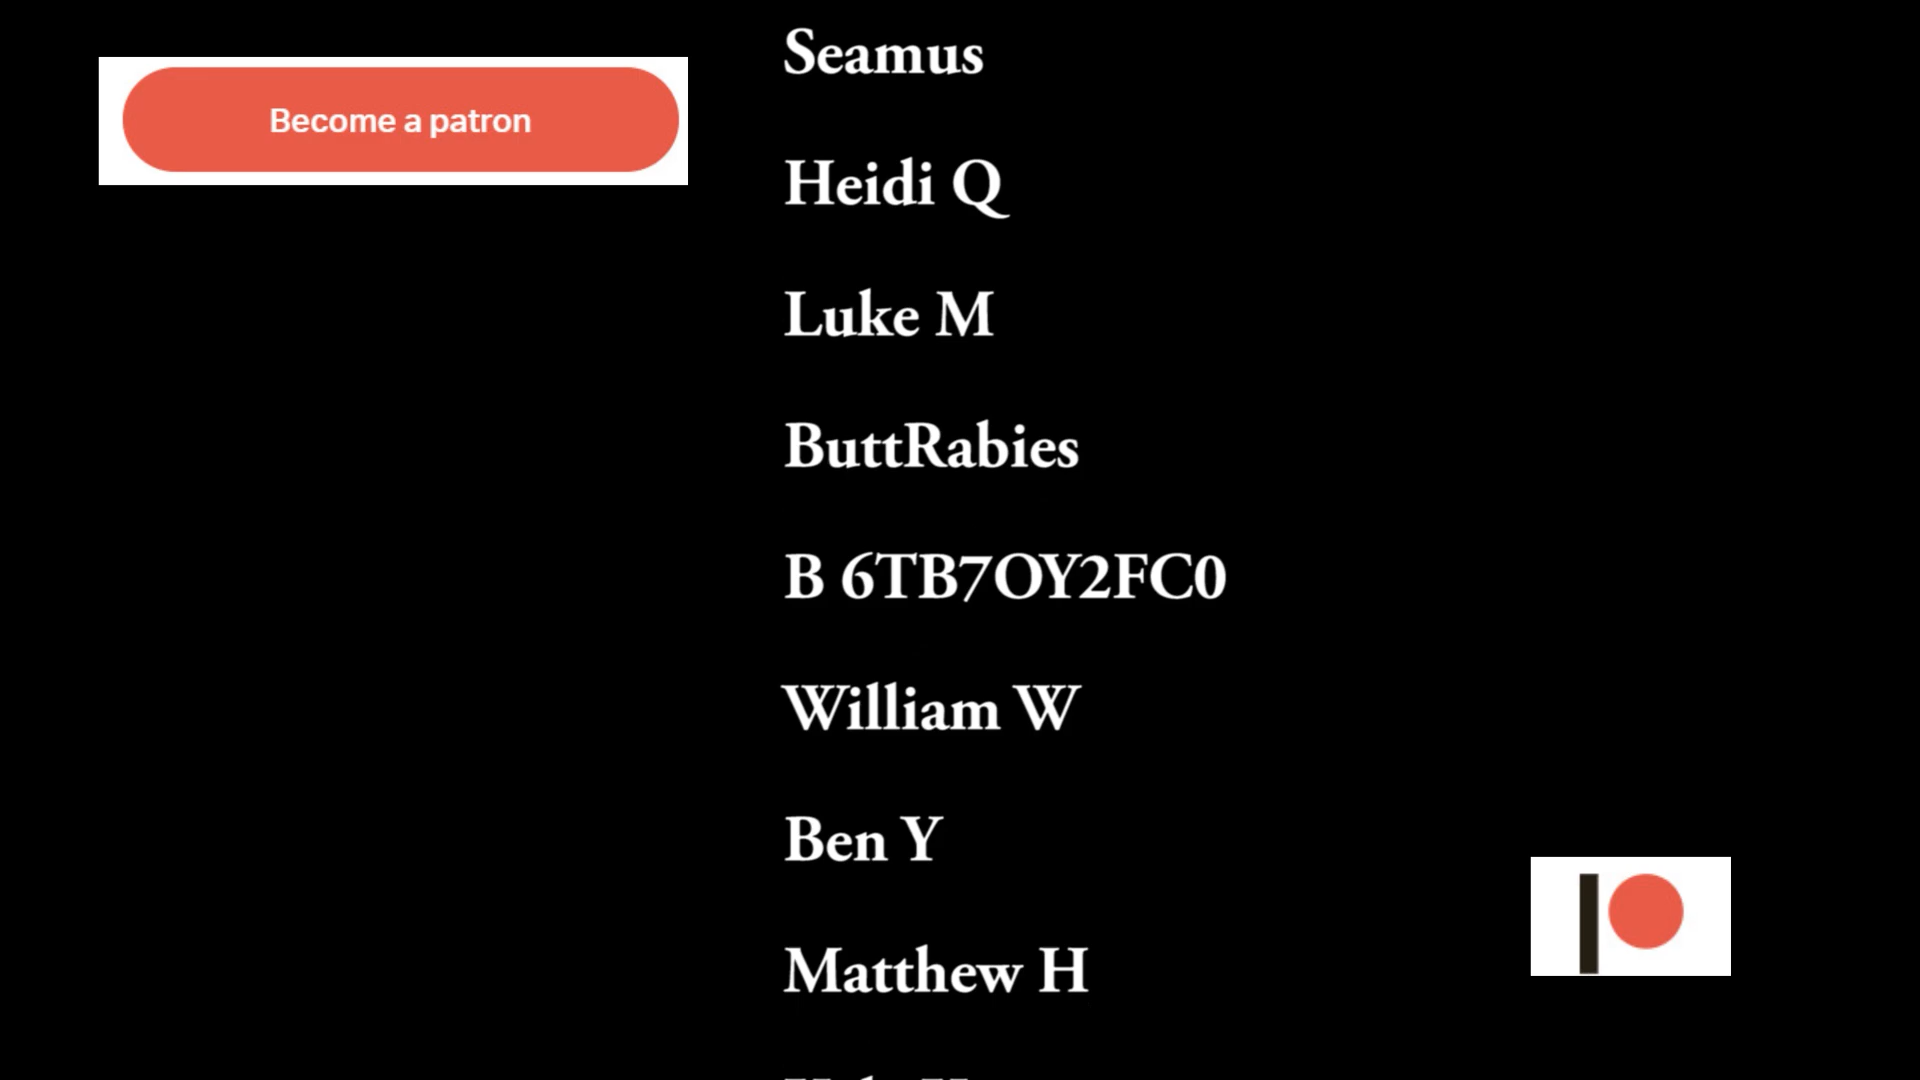 Become a patron
Seamus
Heidi Q
Luke M
ButtRabies
B 6TB7OY2FC0
William W
Ben Y
Matthew H